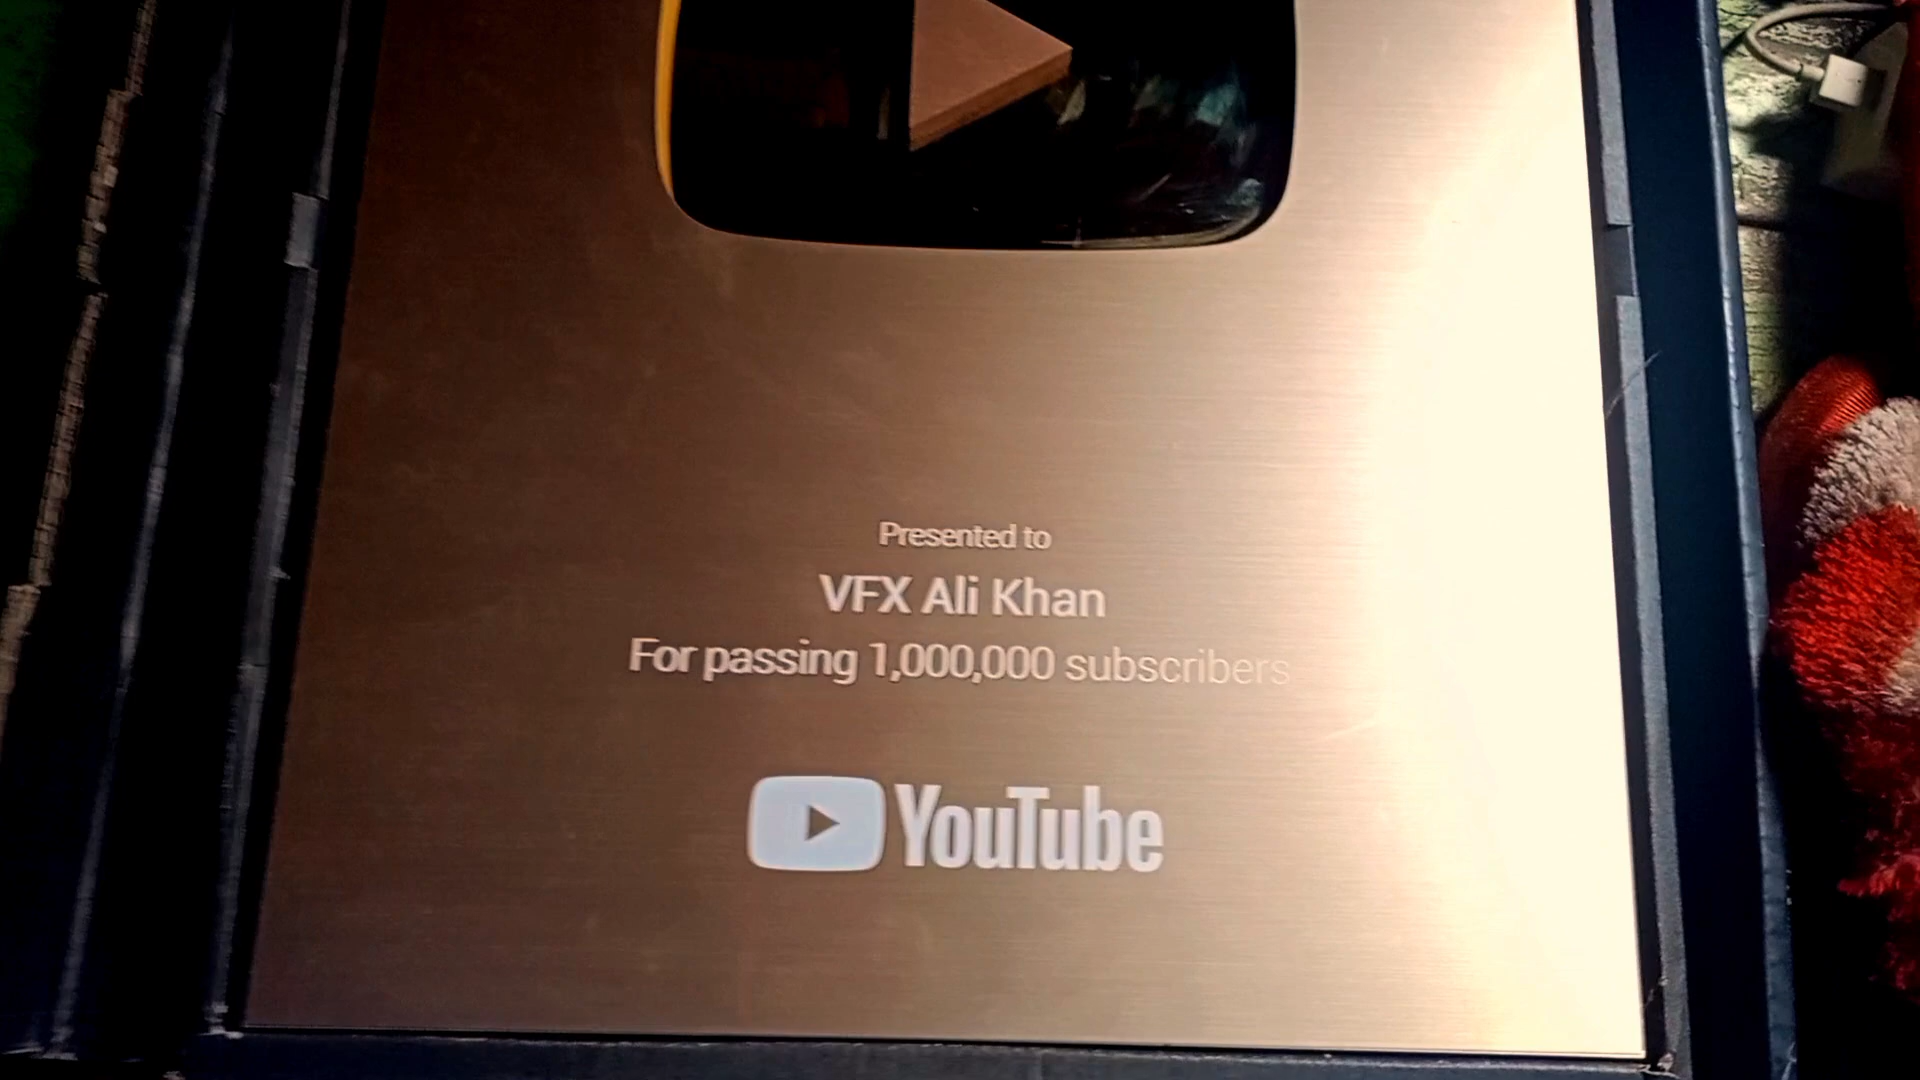 Presented to
VFX Ali Khan
For passing 1,000,000 subscribers
YouTube